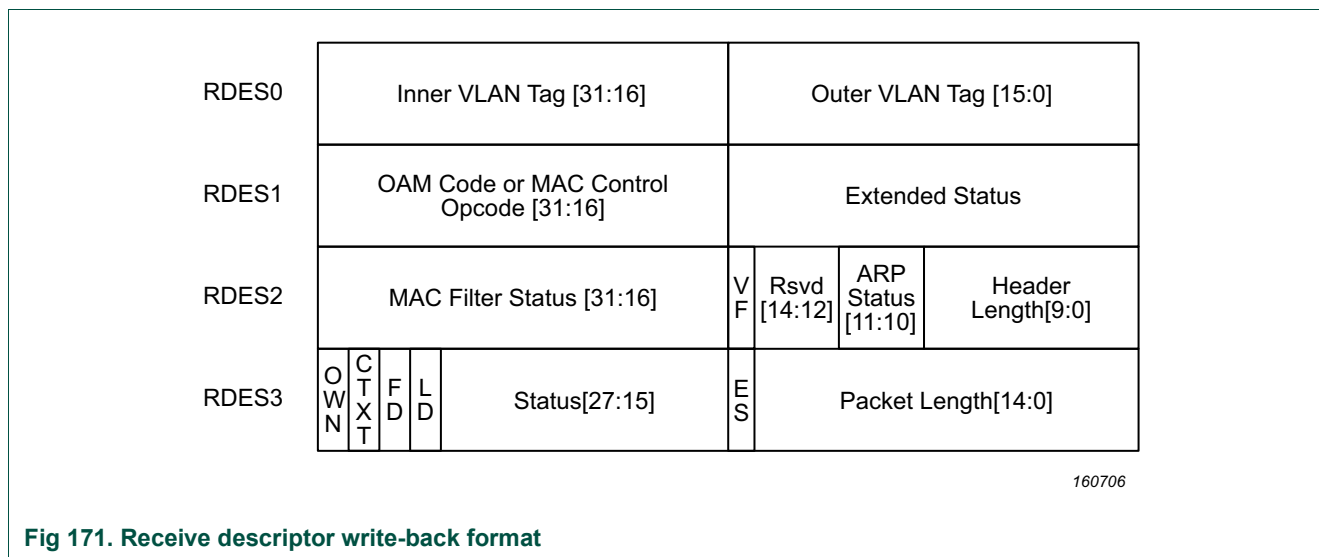 RDES0
Inner VLAN Tag [31:16]
Outer VLAN Tag [15:0]
RDES1
OAM Code or MAC Control
Opcode [31:16]
Extended Status
RDES2
MAC Filter Status [31:16]
V
F
Rsvd
[14:12]
ARP
Status
[11:10]
Header
Length[9:0]
RDES3
O
W
N
C
T
X
T
F
D
L
D
Status[27:15]
E
S
Packet Length[14:0]
160706
Fig 171. Receive descriptor write-back format